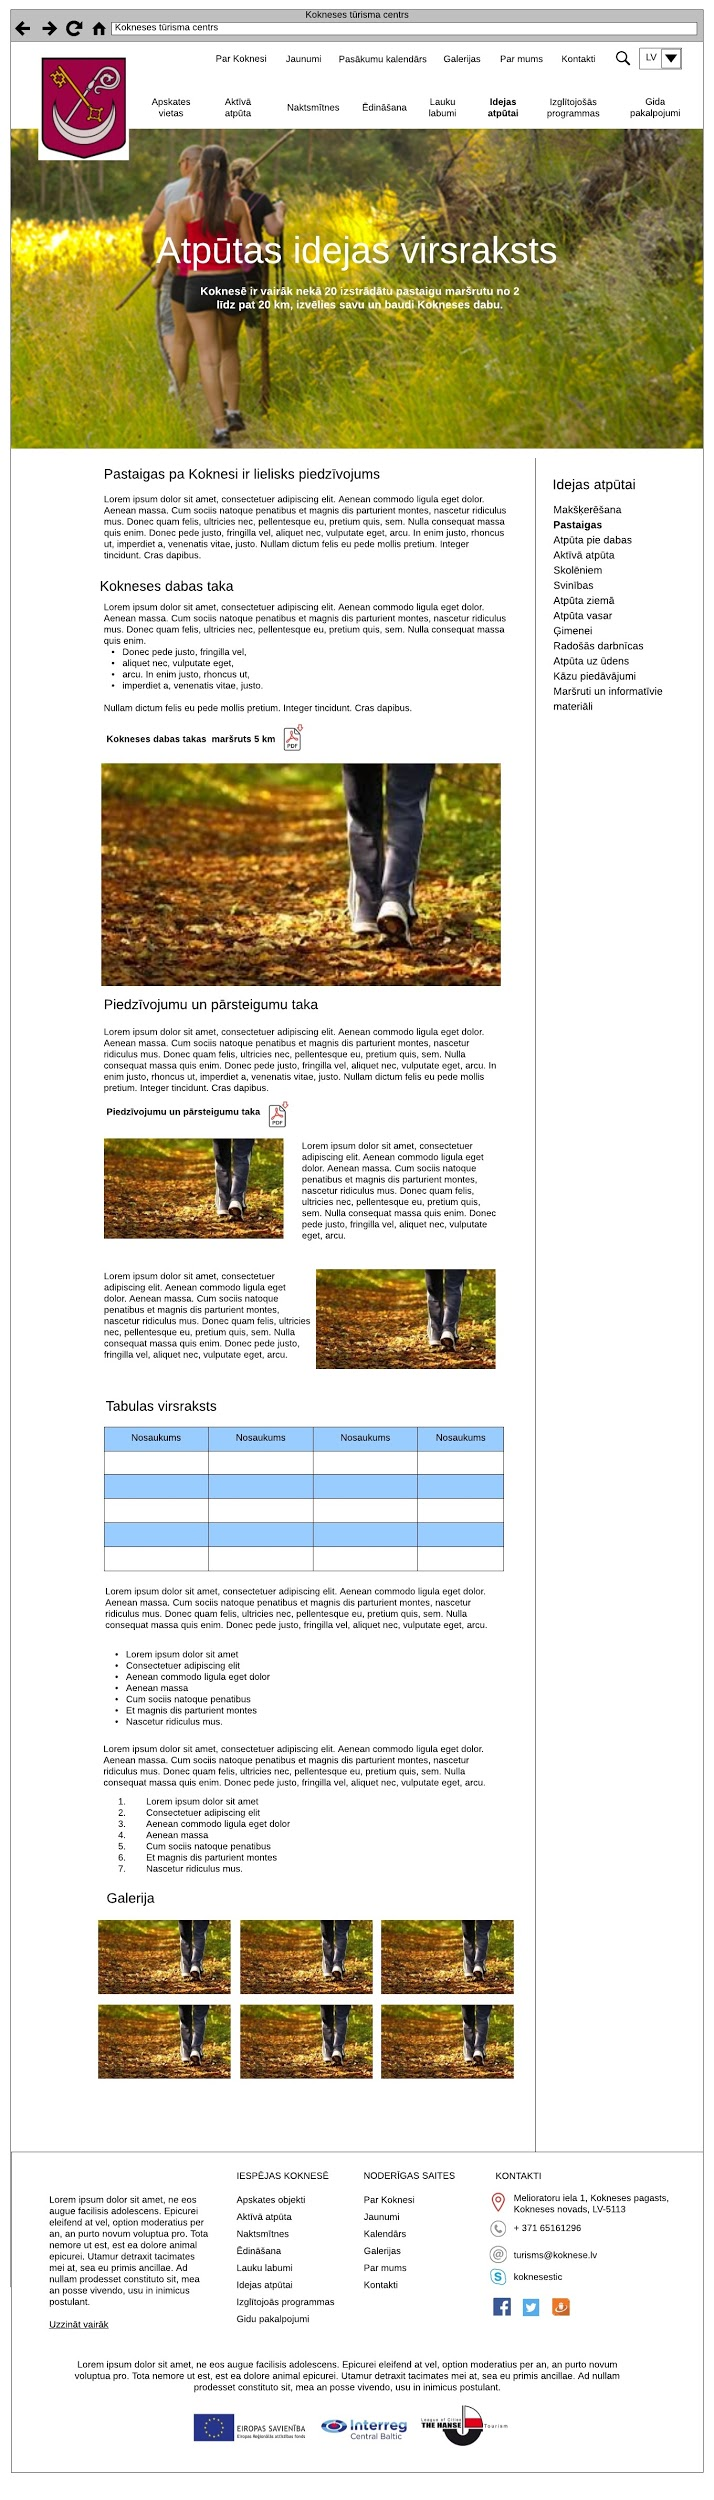 Kokneses tūrisma centrs
Kokneses tūrisma centrs
Par Koknesi Jaunumi Pasākumu kalendārs Galerijas Par mums Kontakti LV
Apskates vietas Aktīvā atpūta Naktsmītnes Ēdināšana Lauku labumi Idejas atpūtai Izglītojošās programmas Gida pakalpojumi
Atpūtas idejas virsraksts
Koknesē ir vairāk nekā 20 izstrādātu pastaigu maršrutu no 2
līdz pat 20 km, izvēlies savu un baudi Kokneses dabu.
Pastaigas pa Koknesi ir lielisks piedzīvojums
Lorem ipsum dolor sit amet, consectetuer adipiscing elit. Aenean commodo ligula eget dolor.
Aenean massa. Cum sociis natoque penatibus et magnis dis parturient montes, nascetur ridiculus
mus. Donec quam felis, ultricies nec, pellentesque eu, pretium quis, sem. Nulla consequat massa
quis enim. Donec pede justo, fringilla vel, aliquet nec, vulputate eget, arcu. In enim justo, rhoncus
ut, imperdiet a, venenatis vitae, justo. Nullam dictum felis eu pede mollis pretium. Integer
tincidunt. Cras dapibus.
Kokneses dabas taka
Lorem ipsum dolor sit amet, consectetuer adipiscing elit. Aenean commodo ligula eget dolor.
Aenean massa. Cum sociis natoque penatibus et magnis dis parturient montes, nascetur ridiculus
mus. Donec quam felis, ultricies nec, pellentesque eu, pretium quis, sem. Nulla consequat massa
quis enim.
• Donec pede justo, fringilla vel,
• aliquet nec, vulputate eget,
• arcu. In enim justo, rhoncus ut,
• imperdiet a, venenatis vitae, justo.
Nullam dictum felis eu pede mollis pretium. Integer tincidunt. Cras dapibus.
Kokneses dabas takas maršruts 5 km PDF
Piedzīvojumu un pārsteigumu taka
Lorem ipsum dolor sit amet, consectetuer adipiscing elit. Aenean commodo ligula eget dolor.
Aenean massa. Cum sociis natoque penatibus et magnis dis parturient montes, nascetur
ridiculus mus. Donec quam felis, ultricies nec, pellentesque eu, pretium quis, sem. Nulla
consequat massa quis enim. Donec pede justo, fringilla vel, aliquet nec, vulputate eget, arcu. In
enim justo, rhoncus ut, imperdiet a, venenatis vitae, justo. Nullam dictum felis eu pede mollis
pretium. Integer tincidunt. Cras dapibus.
Piedzīvojumu un pārsteigumu taka PDF
Lorem ipsum dolor sit amet, consectetuer
adipiscing elit. Aenean commodo ligula eget
dolor. Aenean massa. Cum sociis natoque
penatibus et magnis dis parturient montes,
nascetur ridiculus mus. Donec quam felis,
ultricies nec, pellentesque eu, pretium quis,
sem. Nulla consequat massa quis enim. Donec
pede justo, fringilla vel, aliquet nec, vulputate
eget, arcu.
Lorem ipsum dolor sit amet, consectetuer
adipiscing elit. Aenean commodo ligula eget
dolor. Aenean massa. Cum sociis natoque
penatibus et magnis dis parturient montes,
nascetur ridiculus mus. Donec quam felis, ultricies
nec, pellentesque eu, pretium quis, sem. Nulla
consequat massa quis enim. Donec pede justo,
fringilla vel, aliquet nec, vulputate eget, arcu.
Tabulas virsraksts
Nosaukums Nosaukums Nosaukums Nosaukums
Lorem ipsum dolor sit amet, consectetuer adipiscing elit. Aenean commodo ligula eget dolor.
Aenean massa. Cum sociis natoque penatibus et magnis dis parturient montes, nascetur
ridiculus mus. Donec quam felis, ultricies nec, pellentesque eu, pretium quis, sem. Nulla
consequat massa quis enim. Donec pede justo, fringilla vel, aliquet nec, vulputate eget, arcu.
• Lorem ipsum dolor sit amet
• Consectetuer adipiscing elit
• Aenean commodo ligula eget dolor
• Aenean massa
• Cum sociis natoque penatibus
• Et magnis dis parturient montes
• Nascetur ridiculus mus.
Lorem ipsum dolor sit amet, consectetuer adipiscing elit. Aenean commodo ligula eget dolor.
Aenean massa. Cum sociis natoque penatibus et magnis dis parturient montes, nascetur
ridiculus mus. Donec quam felis, ultricies nec, pellentesque eu, pretium quis, sem. Nulla
consequat massa quis enim. Donec pede justo, fringilla vel, aliquet nec, vulputate eget, arcu.
1. Lorem ipsum dolor sit amet
2. Consectetuer adipiscing elit
3. Aenean commodo ligula eget dolor
4. Aenean massa
5. Cum sociis natoque penatibus
6. Et magnis dis parturient montes
7. Nascetur ridiculus mus.
Galerija
Idejas atpūtai
Makšķerēšana
Pastaigas
Atpūta pie dabas
Aktīvā atpūta
Skolēniem
Svinības
Atpūta ziemā
Atpūta vasar
Ģimenei
Radošās darbnīcas
Atpūta uz ūdens
Kāzu piedāvājumi
Maršruti un informatīvie
materiāli
Lorem ipsum dolor sit amet, ne eos
augue facilisis adolescens. Epicurei
eleifend at vel, option moderatius per
an, an purto novum voluptua pro. Tota
nemore ut est, est ea dolore animal
epicurei. Utamur detraxit tacimates
mei at, sea eu primis ancillae. Ad
nullam prodesset constituto sit, mea
an posse vivendo, usu in inimicus
postulant.
Uzzināt vairāk
IESPĒJAS KOKNESĒ
Apskates objekti
Aktīvā atpūta
Naktsmītnes
Ēdināšana
Lauku labumi
Idejas atpūtai
Izglītojoās programmas
Gidu pakalpojumi
NODERĪGAS SAITES
Par Koknesi
Jaunumi
Kalendārs
Galerijas
Par mums
Kontakti
KONTAKTI
Melioratoru iela 1, Kokneses pagasts,
Kokneses novads, LV-5113
+ 371 65161296
turisms@koknese.lv
koknesestic
Lorem ipsum dolor sit amet, ne eos augue facilisis adolescens. Epicurei eleifend at vel, option moderatius per an, an purto novum
voluptua pro. Tota nemore ut est, est ea dolore animal epicurei. Utamur detraxit tacimates mei at, sea eu primis ancillae. Ad nullam
prodesset constituto sit, mea an posse vivendo, usu in inimicus postulant.
EIROPAS SAVIENĪBA
Eiropas Reģionālās attīstības fonds
Interreg
Central Baltic
League of Cities
THE HANSE Tourism